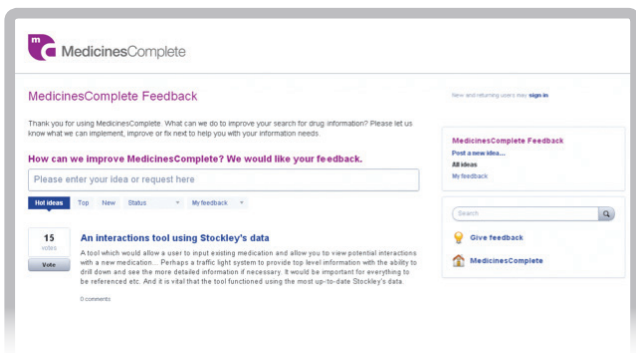 mc
MedicinesComplete
MedicinesComplete Feedback
New and returning users may sign in
Thank you for using MedicinesComplete. What can we do to improve your search for drug information? Please let us
know what we can implement, improve or fix next to help you with your information needs
How can we improve MedicinesComplete? We would like your feedback.
Please enter your idea or request here
Hot ideas Top New Status My feedback
MedicinesComplete Feedback
Post a new idea...
All ideas
My feedback
Search
Give feedback
MedicinesComplete
15
votes
Vote
An interactions tool using Stockley's data
A tool which would allow a user to input existing medication and allow you to view potential interactions
with a new medication... Perhaps a traffic light system to provide top level information with the ability to
drill down and see the more detailed information if necessary. It would be important for everything to
be referenced etc. And it is vital that the tool functioned using the most up-to-date Stockley's data.
0 comments